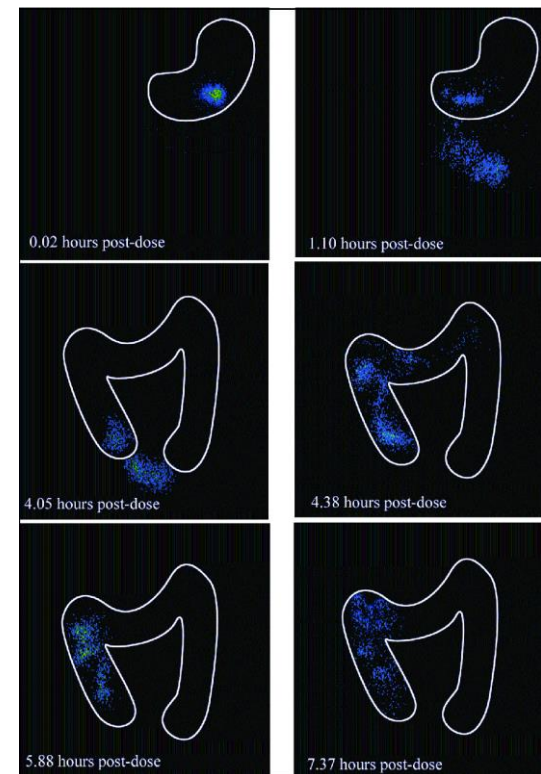 0.02 hours post-dose
1.10 hours post-dose
4.05 hours post-dose
4.38 hours post-dose
5.88 hours post-dose
7.37 hours post-dose